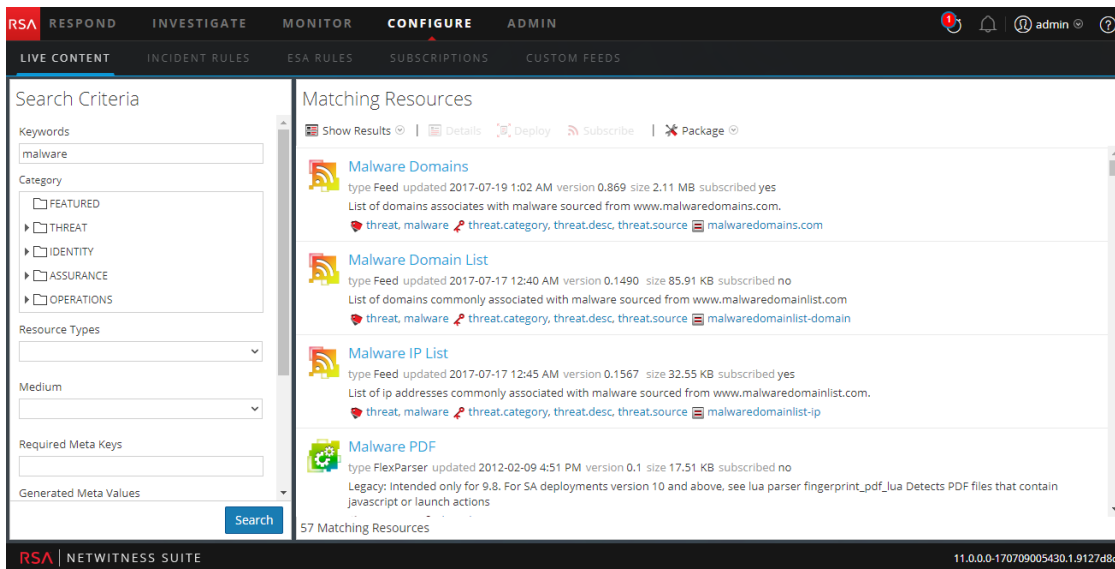 RSA RESPOND INVESTIGATE MONITOR CONFIGURE ADMIN 1 admin
LIVE CONTENT INCIDENT RULES ESA RULES SUBSCRIPTIONS CUSTOM FEEDS
Search Criteria
Keywords
malware
Category
FEATURED
THREAT
IDENTITY
ASSURANCE
OPERATIONS
Resource Types
Medium
Required Meta Keys
Generated Meta Values
Search
Matching Resources
Show Results | Details Deploy Subscribe | Package
Malware Domains
type Feed updated 2017-07-19 1:02 AM version 0.869 size 2.11 MB subscribed yes
List of domains associates with malware sourced from www.malwaredomains.com.
threat, malware threat.category, threat.desc, threat.source malwaredomains.com
Malware Domain List
type Feed updated 2017-07-17 12:40 AM version 0.1490 size 85.91 KB subscribed no
List of domains commonly associated with malware sourced from www.malwaredomainlist.com
threat, malware threat.category, threat.desc, threat.source malwaredomainlist-domain
Malware IP List
type Feed updated 2017-07-17 12:45 AM version 0.1567 size 32.55 KB subscribed yes
List of ip addresses commonly associated with malware sourced from www.malwaredomainlist.com.
threat, malware threat.category, threat.desc, threat.source malwaredomainlist-ip
Malware PDF
type FlexParser updated 2012-02-09 4:51 PM version 0.1 size 17.51 KB subscribed no
Legacy: Intended only for 9.8. For SA deployments version 10 and above, see lua parser fingerprint_pdf_lua Detects PDF files that contain
javascript or launch actions
57 Matching Resources
RSA | NETWITNESS SUITE
11.0.0.0-170709005430.1.9127d8